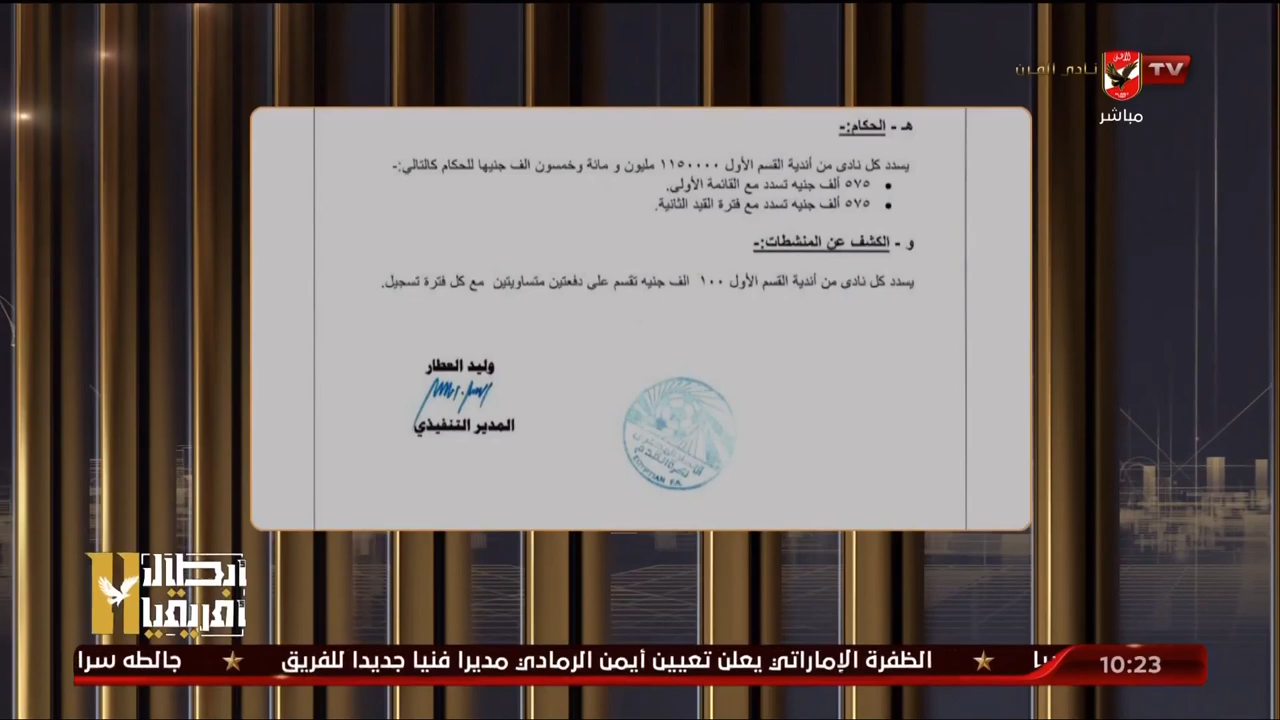 نادي القرن
TV
مباشر
هـ - الحكام:-
يسدد كل نادى من أندية القسم الأول ١١٥٠٠٠٠ مليون و مائة وخمسون الف جنيها للحكام كالتالي:-
• ٥٧٥ ألف جنيه تسدد مع القائمة الأولى.
• ٥٧٥ ألف جنيه تسدد مع فترة القيد الثانية.
و - الكشف عن المنشطات:-
يسدد كل نادى من أندية القسم الأول ١٠٠ الف جنيه تقسم على دفعتين متساويتين مع كل فترة تسجيل.
وليد العطار
المدير التنفيذي
EGYPTIAN F.A.
أبطال
أفريقيا
11
10:23
الظفرة الإماراتي يعلن تعيين أيمن الرمادي مديرا فنيا جديدا للفريق
جالطه سرا